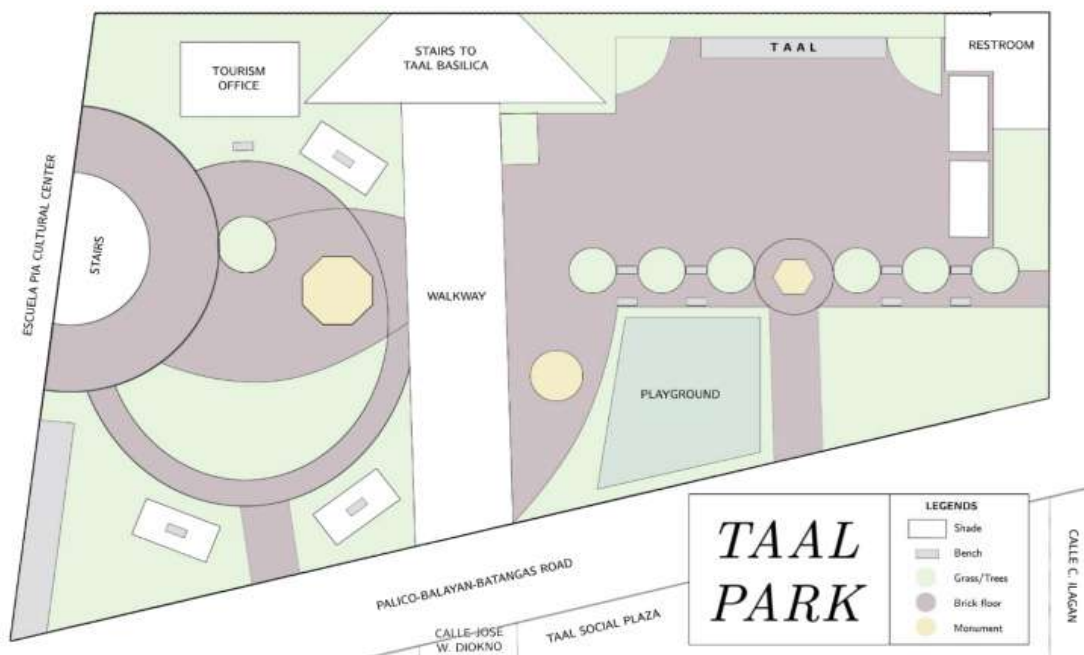 STAIRS TO
TAAL BASILICA
TAAL
RESTROOM
TOURISM
OFFICE
ESCUELA PIA CULTURAL CENTER
STAIRS
WALKWAY
PLAYGROUND
PALICO-BALAYAN-BATANGAS ROAD
CALLE JOSE
W. DIOKNO
TAAL SOCIAL PLAZA
TAAL
PARK
LEGENDS
Shade
Bench
Grass/Trees
Brick floor
Monument
CALLE C. ILAGAN